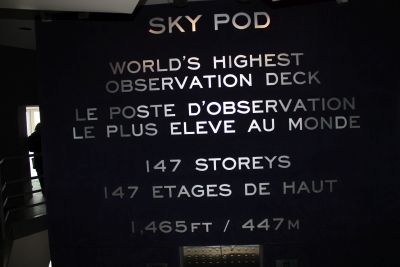 SKY POD
WORLD'S HIGHEST
OBSERVATION DECK
LE POSTE D'OBSERVATION
LE PLUS ELEVE AU MONDE
147 STOREYS
147 ETAGES DE HAUT
1,465FT / 447M